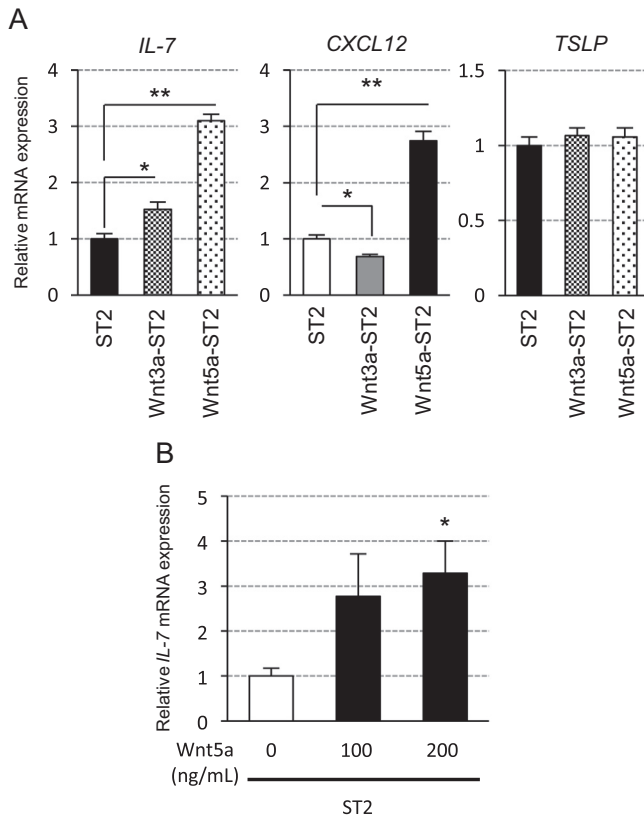 A
IL-7
CXCL12
TSLP
Relative mRNA expression
4
3
2
1
0
**
*
ST2
Wnt3a-ST2
Wnt5a-ST2
4
3
2
1
0
**
*
ST2
Wnt3a-ST2
Wnt5a-ST2
1.5
1
0.5
0
ST2
Wnt3a-ST2
Wnt5a-ST2
B
Relative IL-7 mRNA expression
5
4
3
2
1
0
*
Wnt5a 0 100 200
(ng/mL)
ST2